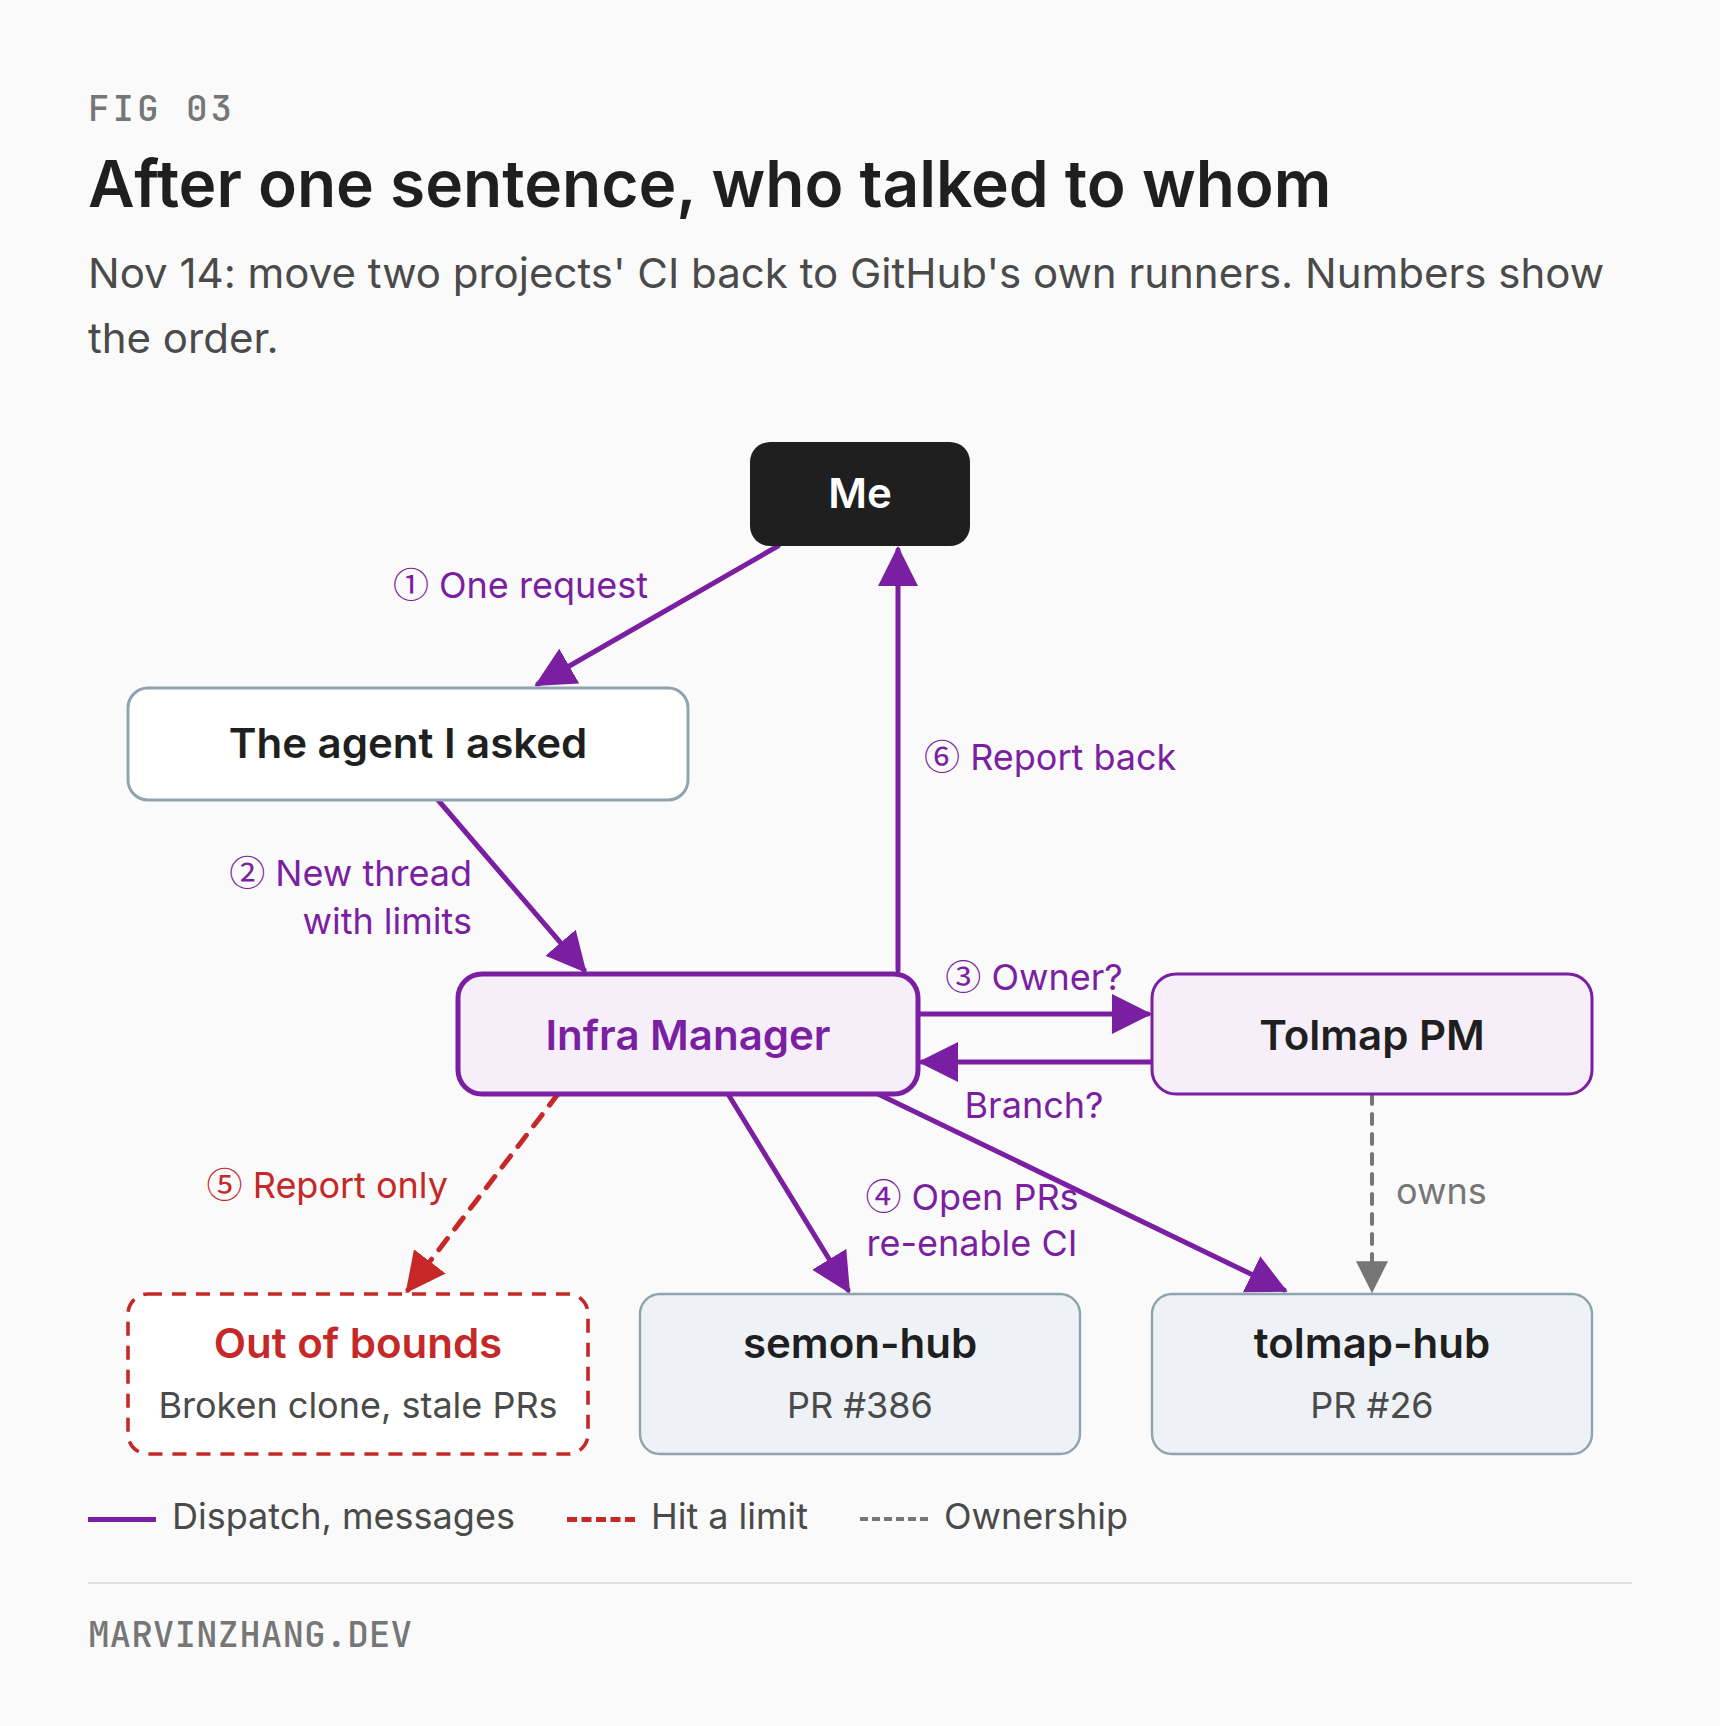 FIG 03
After one sentence, who talked to whom
Nov 14: move two projects' CI back to GitHub's own runners. Numbers show
the order.
Me
① One request
The agent I asked
⑥ Report back
② New thread
with limits
③ Owner?
Infra Manager
Tolmap PM
Branch?
⑤ Report only
④ Open PRs
re-enable CI
owns
Out of bounds
Broken clone, stale PRs
semon-hub
PR #386
tolmap-hub
PR #26
Dispatch, messages
Hit a limit
Ownership
MARVINZHANG.DEV